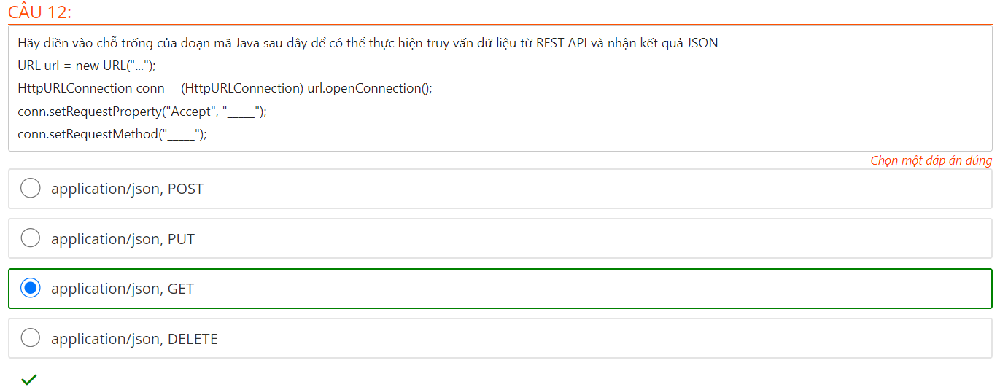 CÂU 12:
Hãy điền vào chỗ trống của đoạn mã Java sau đây để có thể thực hiện truy vấn dữ liệu từ REST API và nhận kết quả JSON
URL url = new URL("...");
HttpURLConnection conn = (HttpURLConnection) url.openConnection();
conn.setRequestProperty("Accept", "_____");
conn.setRequestMethod("_____");
Chọn một đáp án đúng
application/json, POST
application/json, PUT
application/json, GET
application/json, DELETE